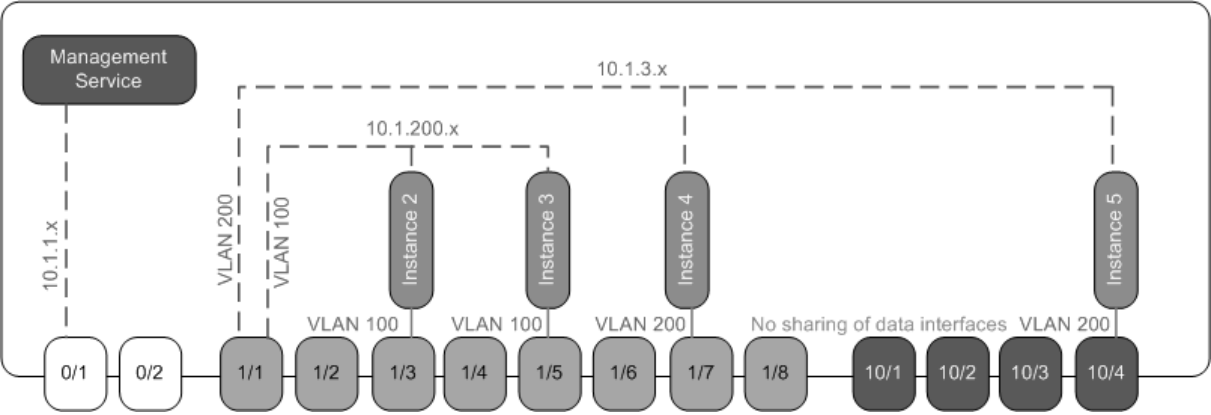 Management
Service
10.1.3.x
10.1.200.x
10.1.1.x
VLAN 200
VLAN 100
Instance 2
Instance 3
Instance 4
Instance 5
VLAN 100
VLAN 100
VLAN 200
No sharing of data interfaces
VLAN 200
0/1
0/2
1/1
1/2
1/3
1/4
1/5
1/6
1/7
1/8
10/1
10/2
10/3
10/4